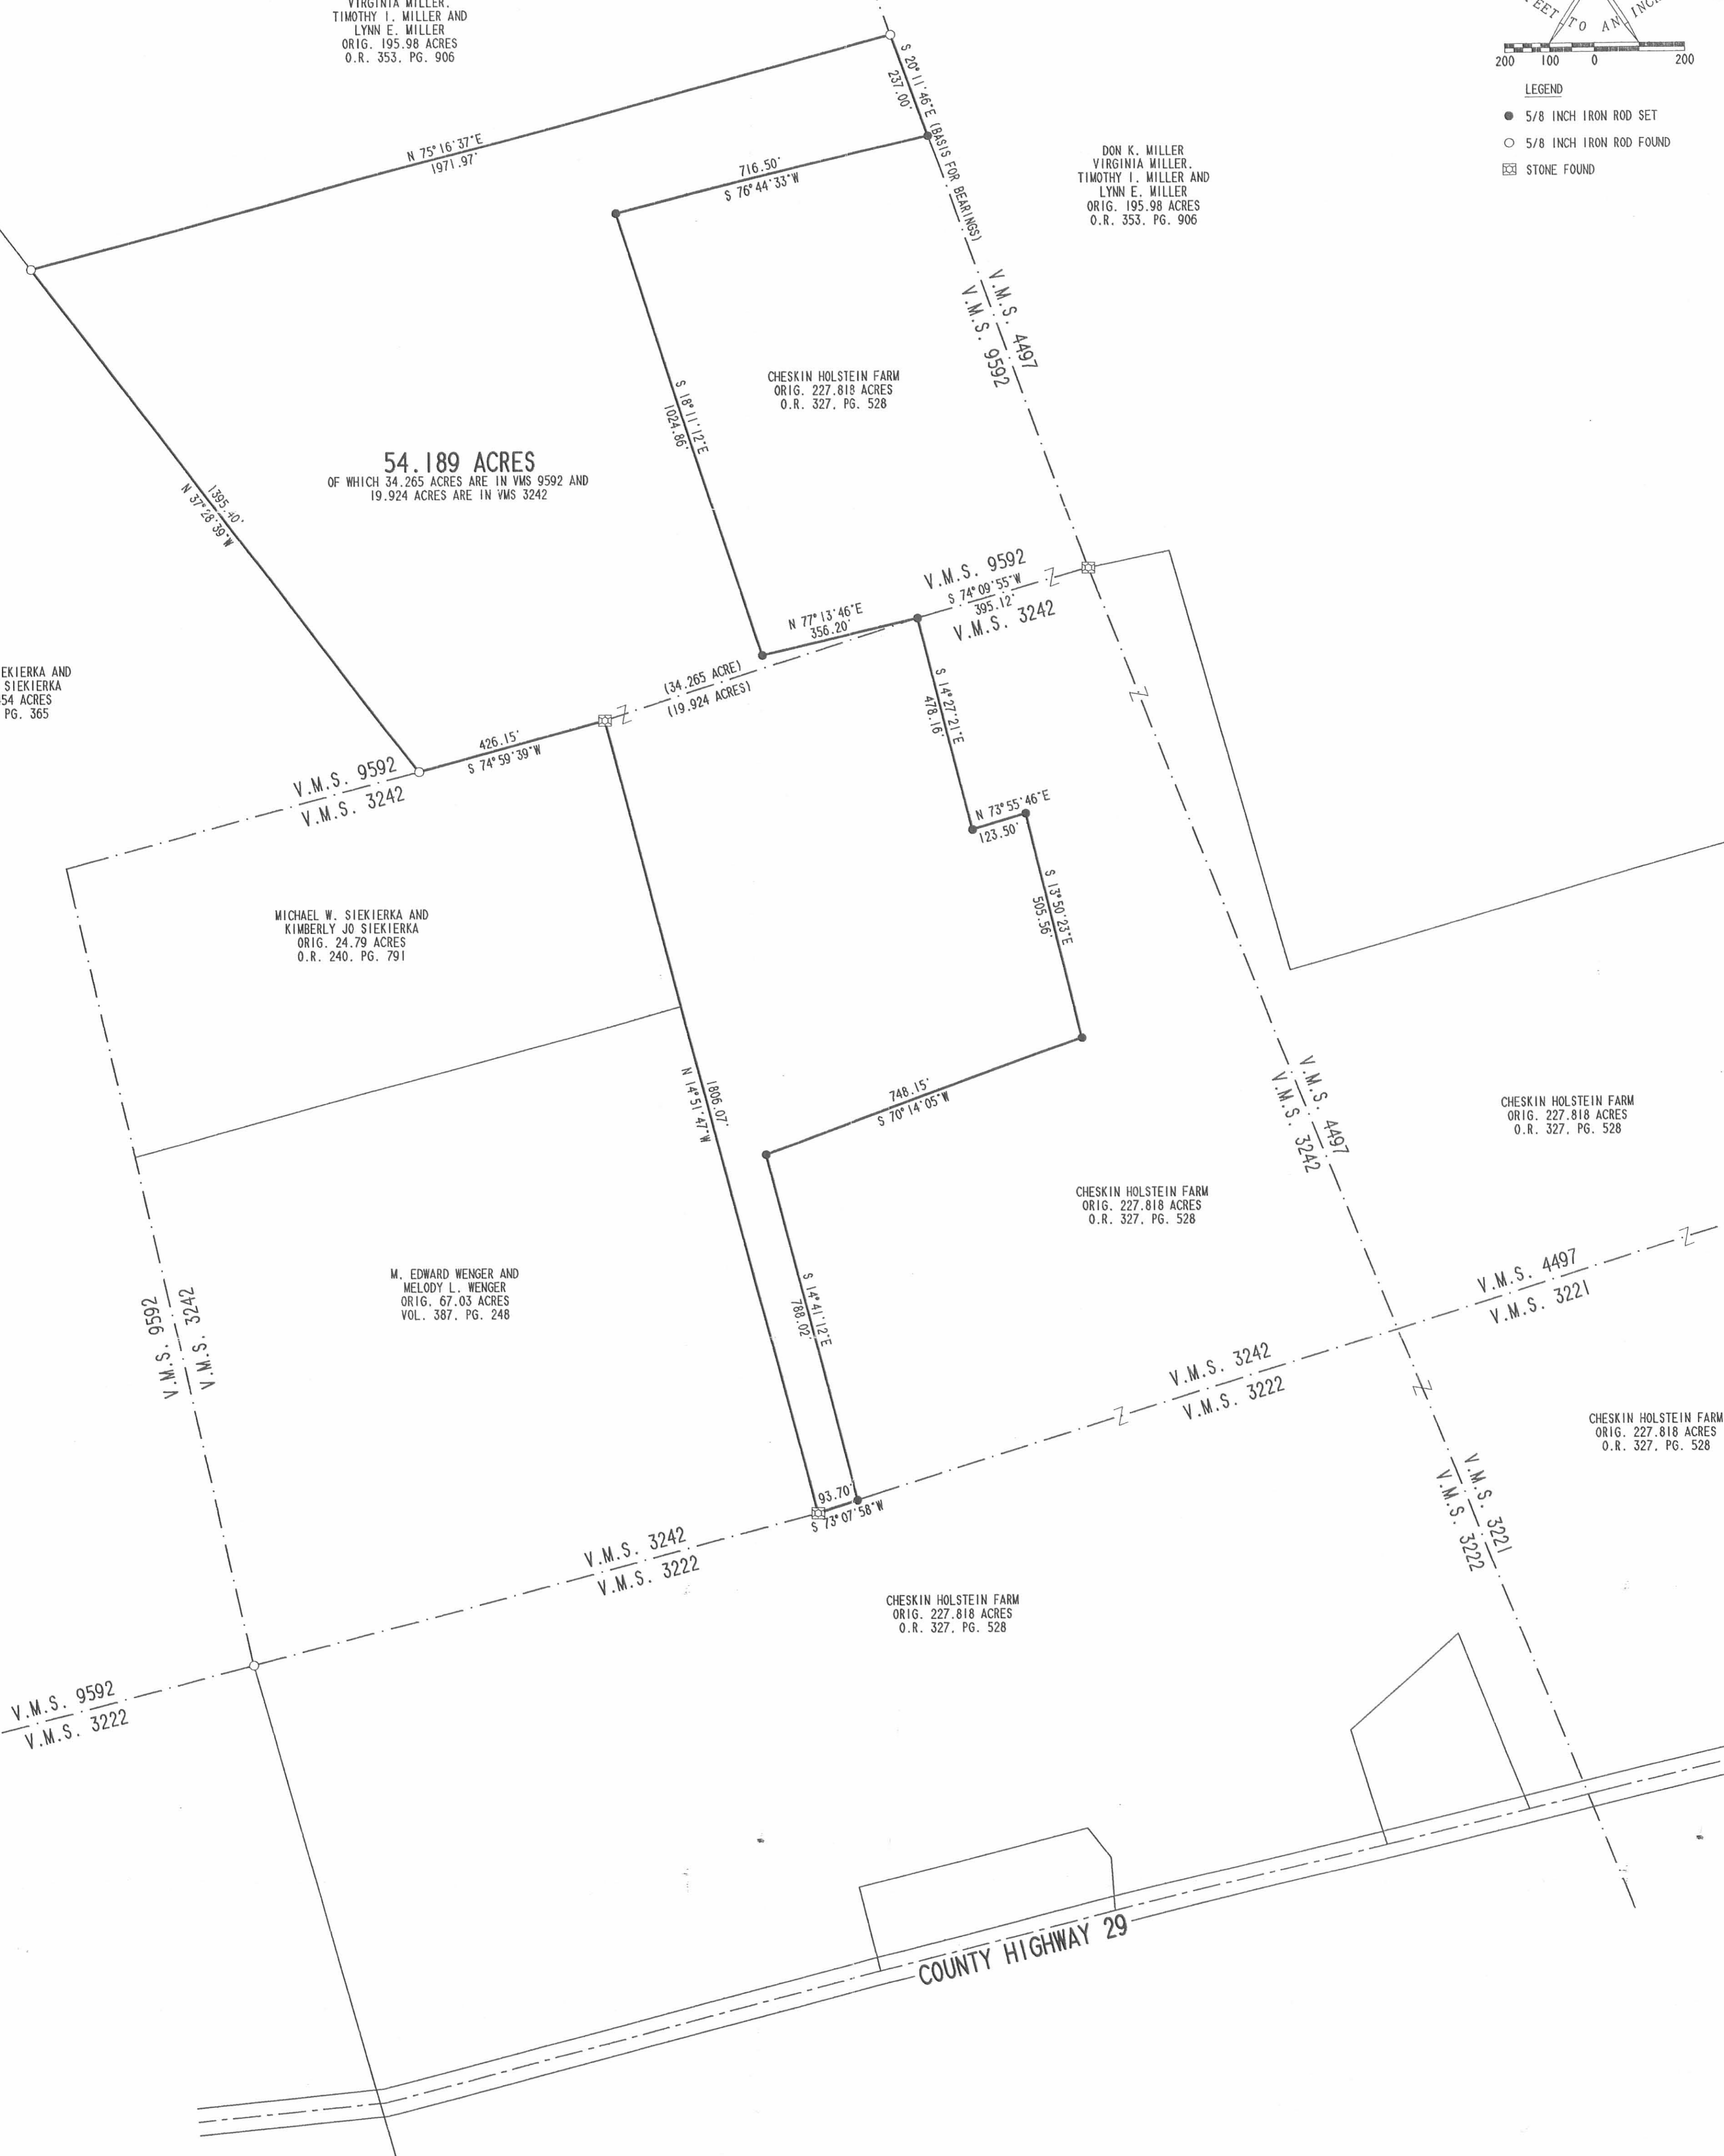 VIRGINIA MILLER,
TIMOTHY I. MILLER AND
LYNN E. MILLER
ORIG. 195.98 ACRES
O.R. 353, PG. 906
FEET TO AN INCH
200 100 0 200
LEGEND
5/8 INCH IRON ROD SET
5/8 INCH IRON ROD FOUND
STONE FOUND
S 20°11'46"E (BASIS FOR BEARINGS)
237.00'
N 75°16'37"E
1971.97'
716.50'
S 76°44'33"W
DON K. MILLER
VIRGINIA MILLER,
TIMOTHY I. MILLER AND
LYNN E. MILLER
ORIG. 195.98 ACRES
O.R. 353, PG. 906
V.M.S. 4497
V.M.S. 9592
CHESKIN HOLSTEIN FARM
ORIG. 227.818 ACRES
O.R. 327, PG. 528
S 18°11'12"E
1024.86'
54.189 ACRES
OF WHICH 34.265 ACRES ARE IN VMS 9592 AND
19.924 ACRES ARE IN VMS 3242
1395.40'
N 37°28'39"W
V.M.S. 9592
S 74°09'55"W
395.12'
V.M.S. 3242
N 77°13'46"E
356.20'
(34.265 ACRE)
(19.924 ACRES)
EKIERKA AND
SIEKIERKA
54 ACRES
PG. 365
S 14°27'21"E
478.16'
426.15'
S 74°59'39"W
V.M.S. 9592
V.M.S. 3242
N 73°55'46"E
123.50'
S 13°50'23"E
505.56'
MICHAEL W. SIEKIERKA AND
KIMBERLY JO SIEKIERKA
ORIG. 24.79 ACRES
O.R. 240, PG. 791
1806.07'
N 14°51'47"W
748.15'
S 70°14'05"W
V.M.S. 4497
V.M.S. 3242
CHESKIN HOLSTEIN FARM
ORIG. 227.818 ACRES
O.R. 327, PG. 528
CHESKIN HOLSTEIN FARM
ORIG. 227.818 ACRES
O.R. 327, PG. 528
M. EDWARD WENGER AND
MELODY L. WENGER
ORIG. 67.03 ACRES
VOL. 387, PG. 248
V.M.S. 9592
V.M.S. 3242
S 14°41'12"E
788.02'
V.M.S. 4497
V.M.S. 3221
V.M.S. 3242
V.M.S. 3222
CHESKIN HOLSTEIN FARM
ORIG. 227.818 ACRES
O.R. 327, PG. 528
V.M.S. 3221
V.M.S. 3222
93.70'
S 73°07'58"W
V.M.S. 3242
V.M.S. 3222
CHESKIN HOLSTEIN FARM
ORIG. 227.818 ACRES
O.R. 327, PG. 528
V.M.S. 9592
V.M.S. 3222
COUNTY HIGHWAY 29